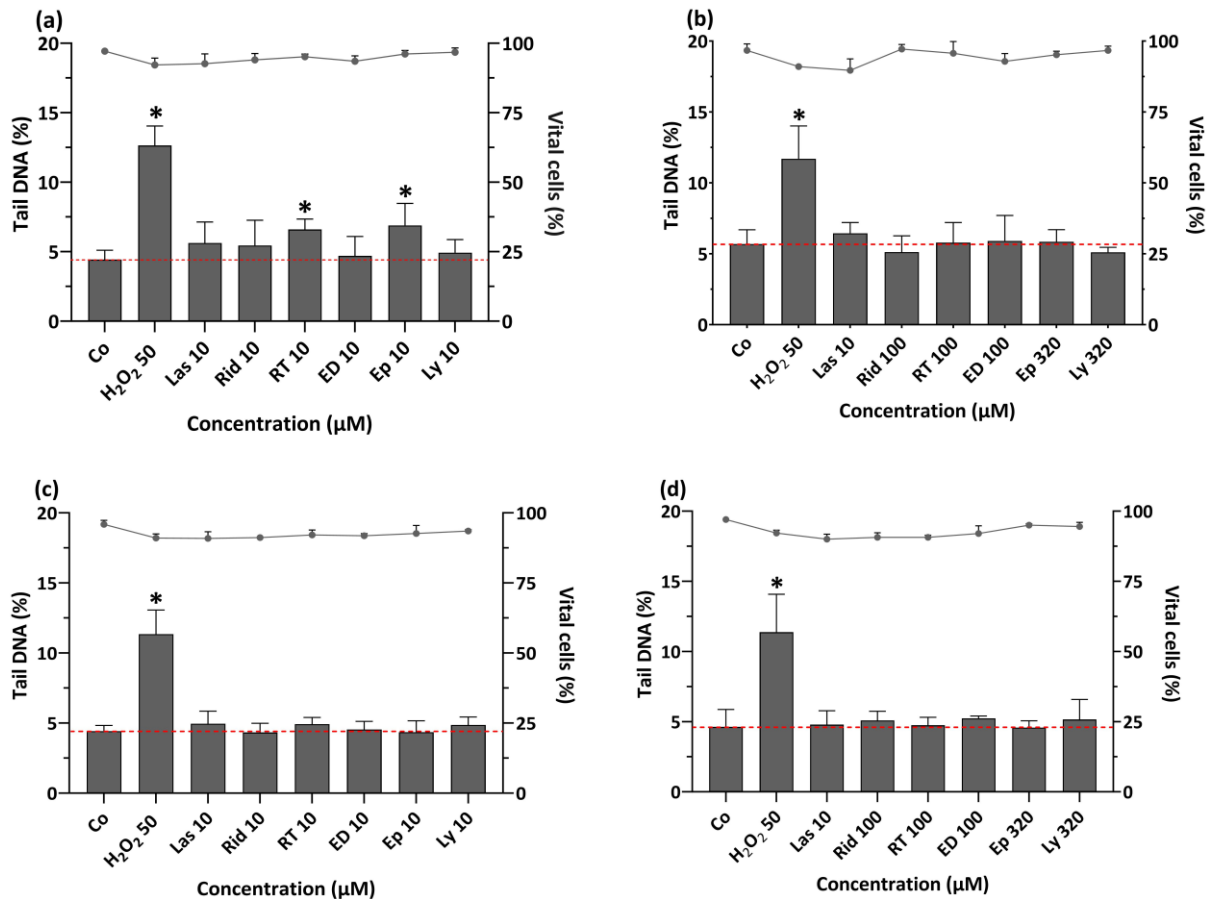 (a)
20
15
10
5
0
Tail DNA (%)
100
75
50
25
0
Vital cells (%)
*
*
*
Co
H₂O₂ 50
Las 10
Rid 10
RT 10
ED 10
Ep 10
Ly 10
Concentration (µM)
(b)
20
15
10
5
0
Tail DNA (%)
100
75
50
25
0
Vital cells (%)
*
Co
H₂O₂ 50
Las 10
Rid 100
RT 100
ED 100
Ep 320
Ly 320
Concentration (µM)
(c)
20
15
10
5
0
Tail DNA (%)
100
75
50
25
0
Vital cells (%)
*
Co
H₂O₂ 50
Las 10
Rid 10
RT 10
ED 10
Ep 10
Ly 10
Concentration (µM)
(d)
20
15
10
5
0
Tail DNA (%)
100
75
50
25
0
Vital cells (%)
*
Co
H₂O₂ 50
Las 10
Rid 100
RT 100
ED 100
Ep 320
Ly 320
Concentration (µM)